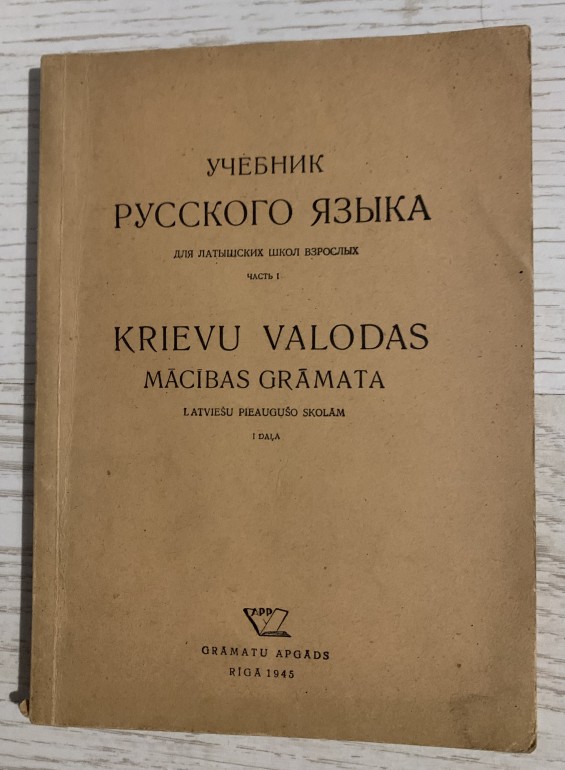 УЧЕБНИК
РУССКОГО ЯЗЫКА
ДЛЯ ЛАТЫШСКИХ ШКОЛ ВЗРОСЛЫХ
ЧАСТЬ I
KRIEVU VALODAS
MĀCĪBAS GRĀMATA
LATVIEŠU PIEAUGUŠO SKOLĀM
I DAĻA
APP
GRĀMATU APGĀDS
RĪGĀ 1945